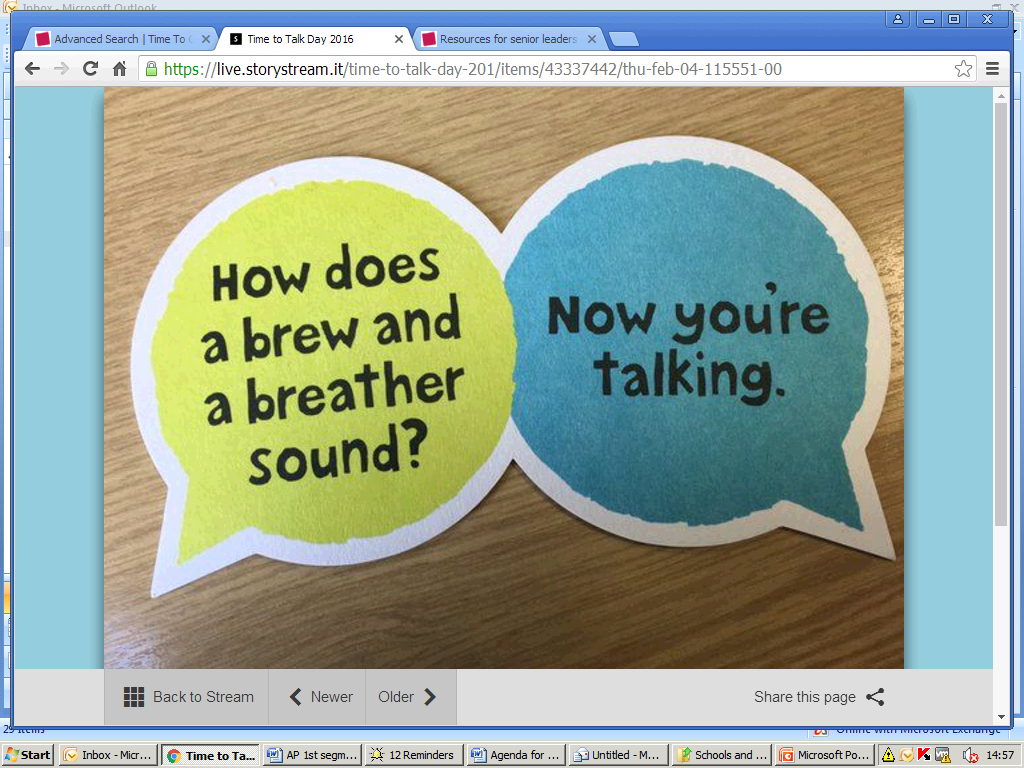 Inbox - Microsoft Outlook
Advanced Search | Time To
Time to Talk Day 2016
Resources for senior leaders
https://live.storystream.it/time-to-talk-day-201/items/43337442/thu-feb-04-115551-00
How does
a brew and
a breather
sound?
Now you're
talking.
Back to Stream
Newer
Older
Share this page
29 Items
Online with Microsoft Exchange
Start
Inbox - Micr...
Time to Ta...
AP 1st segm...
12 Reminders
Agenda for ...
Untitled - M...
Schools and ...
Microsoft Po...
14:57